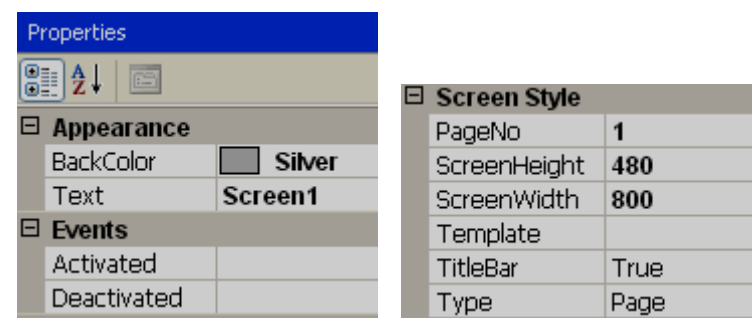 Properties
Appearance
BackColor Silver
Text Screen1
Events
Activated
Deactivated
Screen Style
PageNo 1
ScreenHeight 480
ScreenWidth 800
Template
TitleBar True
Type Page